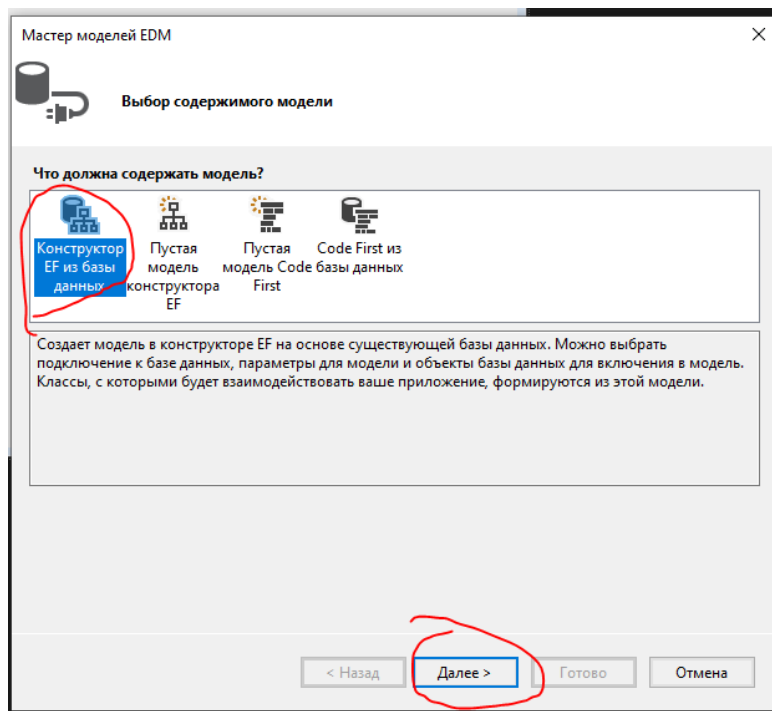 Мастер моделей EDM
Выбор содержимого модели
Что должна содержать модель?
Конструктор
EF из базы
данных
Пустая
модель
конструктора
EF
Пустая
модель Code
First
Code First из
базы данных
Создает модель в конструкторе EF на основе существующей базы данных. Можно выбрать
подключение к базе данных, параметры для модели и объекты базы данных для включения в модель.
Классы, с которыми будет взаимодействовать ваше приложение, формируются из этой модели.
< Назад
Далее >
Готово
Отмена